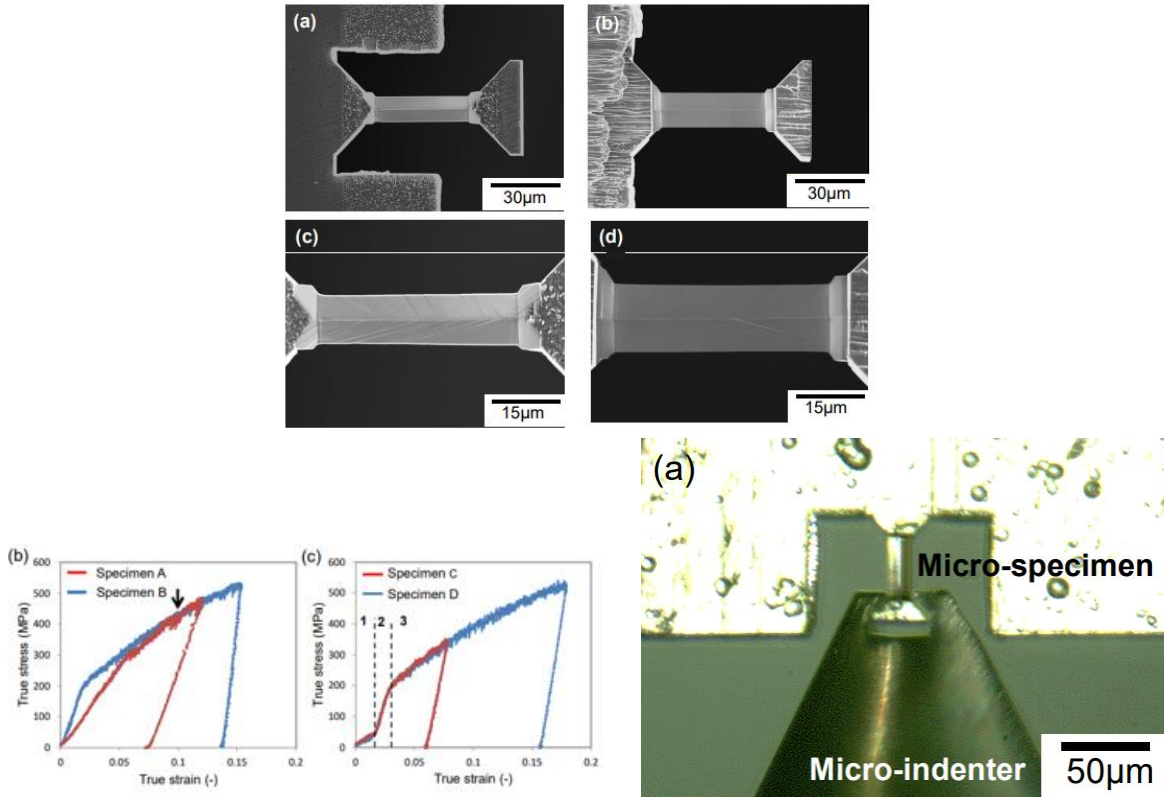 (a)
(b)
30μm
30μm
(c)
(d)
15μm
15μm
(a)
Micro-specimen
Micro-indenter
50μm
(b)
600
500
400
300
200
100
0
True stress (MPa)
Specimen A
Specimen B
0
0.05
0.1
0.15
0.2
True strain (-)
(c)
600
500
400
300
200
100
0
True stress (MPa)
Specimen C
Specimen D
1
2
3
0
0.05
0.1
0.15
0.2
True strain (-)